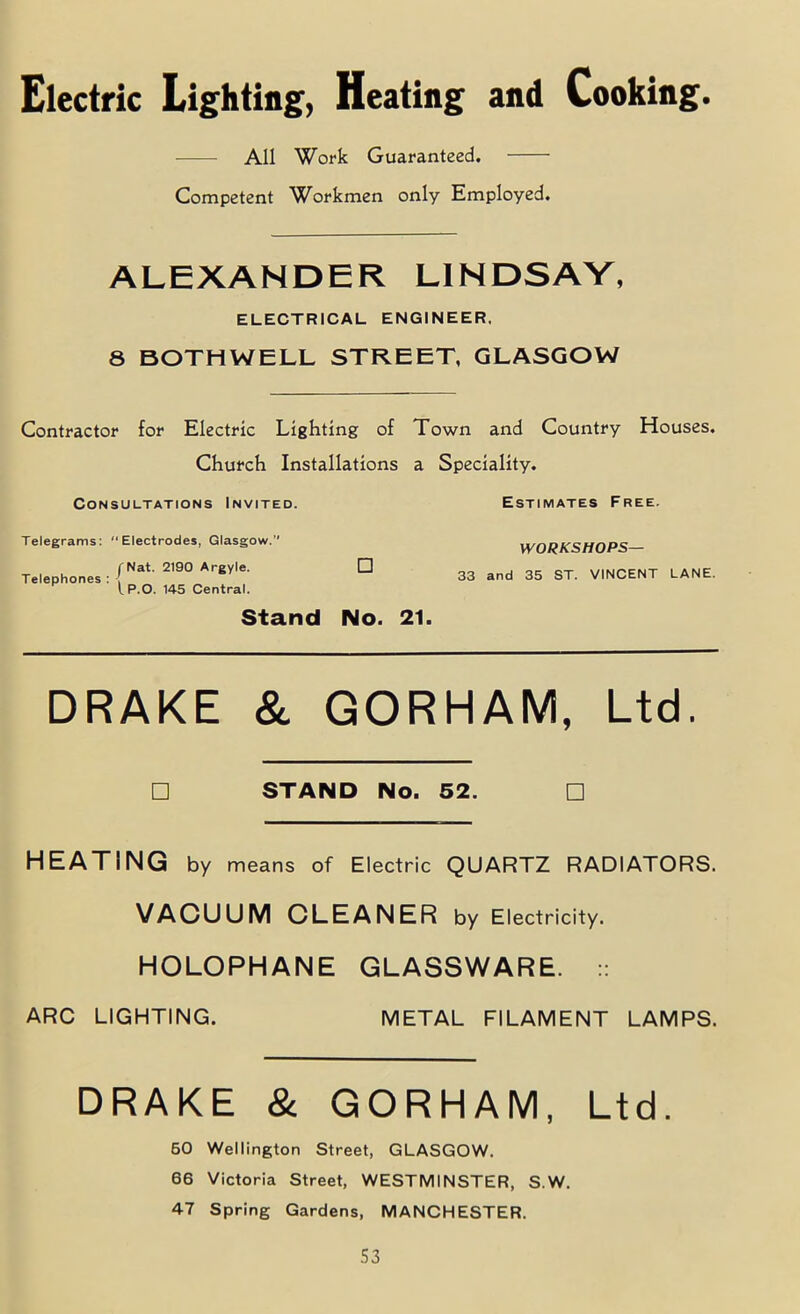 Electric Lighting, Heating and Cooking.
—— All Work Guaranteed. ——
Competent Workmen only Employed.
ALEXANDER LINDSAY,
ELECTRICAL ENGINEER,
8 BOTHWELL STREET, GLASGOW
Contractor for Electric Lighting of Town and Country Houses.
Church Installations a Speciality.
CONSULTATIONS INVITED. ESTIMATES FREE.
Telegrams: "Electrodes, Glasgow."
Telephones: { Nat. 2190 Argyle.
P.O. 145 Central.
□
WORKSHOPS—
33 and 35 ST. VINCENT LANE.
Stand No. 21.
DRAKE & GORHAM, Ltd.
□ STAND No. 52. □
HEATING by means of Electric QUARTZ RADIATORS.
VACUUM CLEANER by Electricity.
HOLOPHANE GLASSWARE. ::
ARC LIGHTING. METAL FILAMENT LAMPS.
DRAKE & GORHAM, Ltd.
50 Wellington Street, GLASGOW.
66 Victoria Street, WESTMINSTER, S.W.
47 Spring Gardens, MANCHESTER.
53